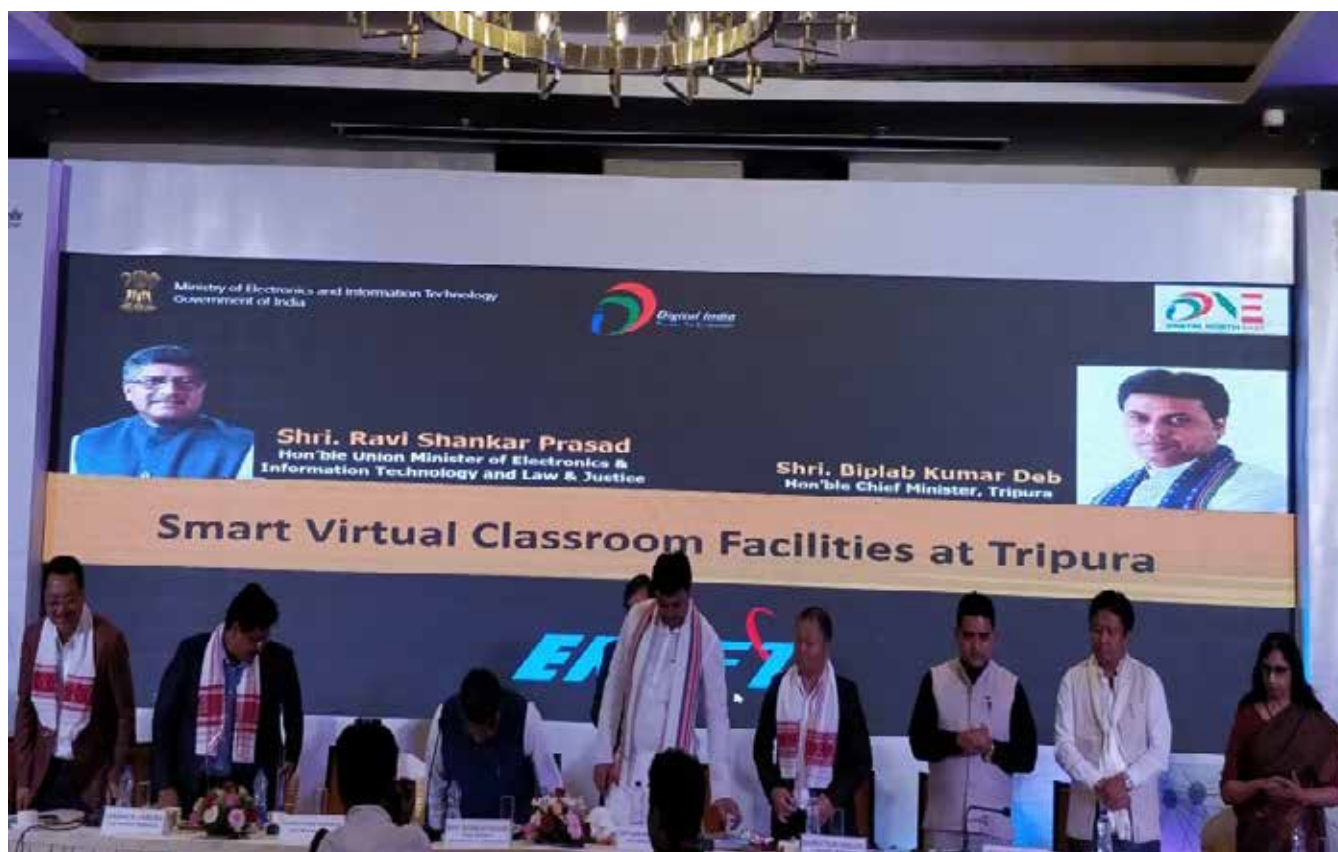 Ministry of Electronics and Information Technology
Government of India
Digital India
Shri. Ravi Shankar Prasad
Hon'ble Union Minister of Electronics &
Information Technology and Law & Justice
Shri. Biplab Kumar Deb
Hon'ble Chief Minister, Tripura
Smart Virtual Classroom Facilities at Tripura